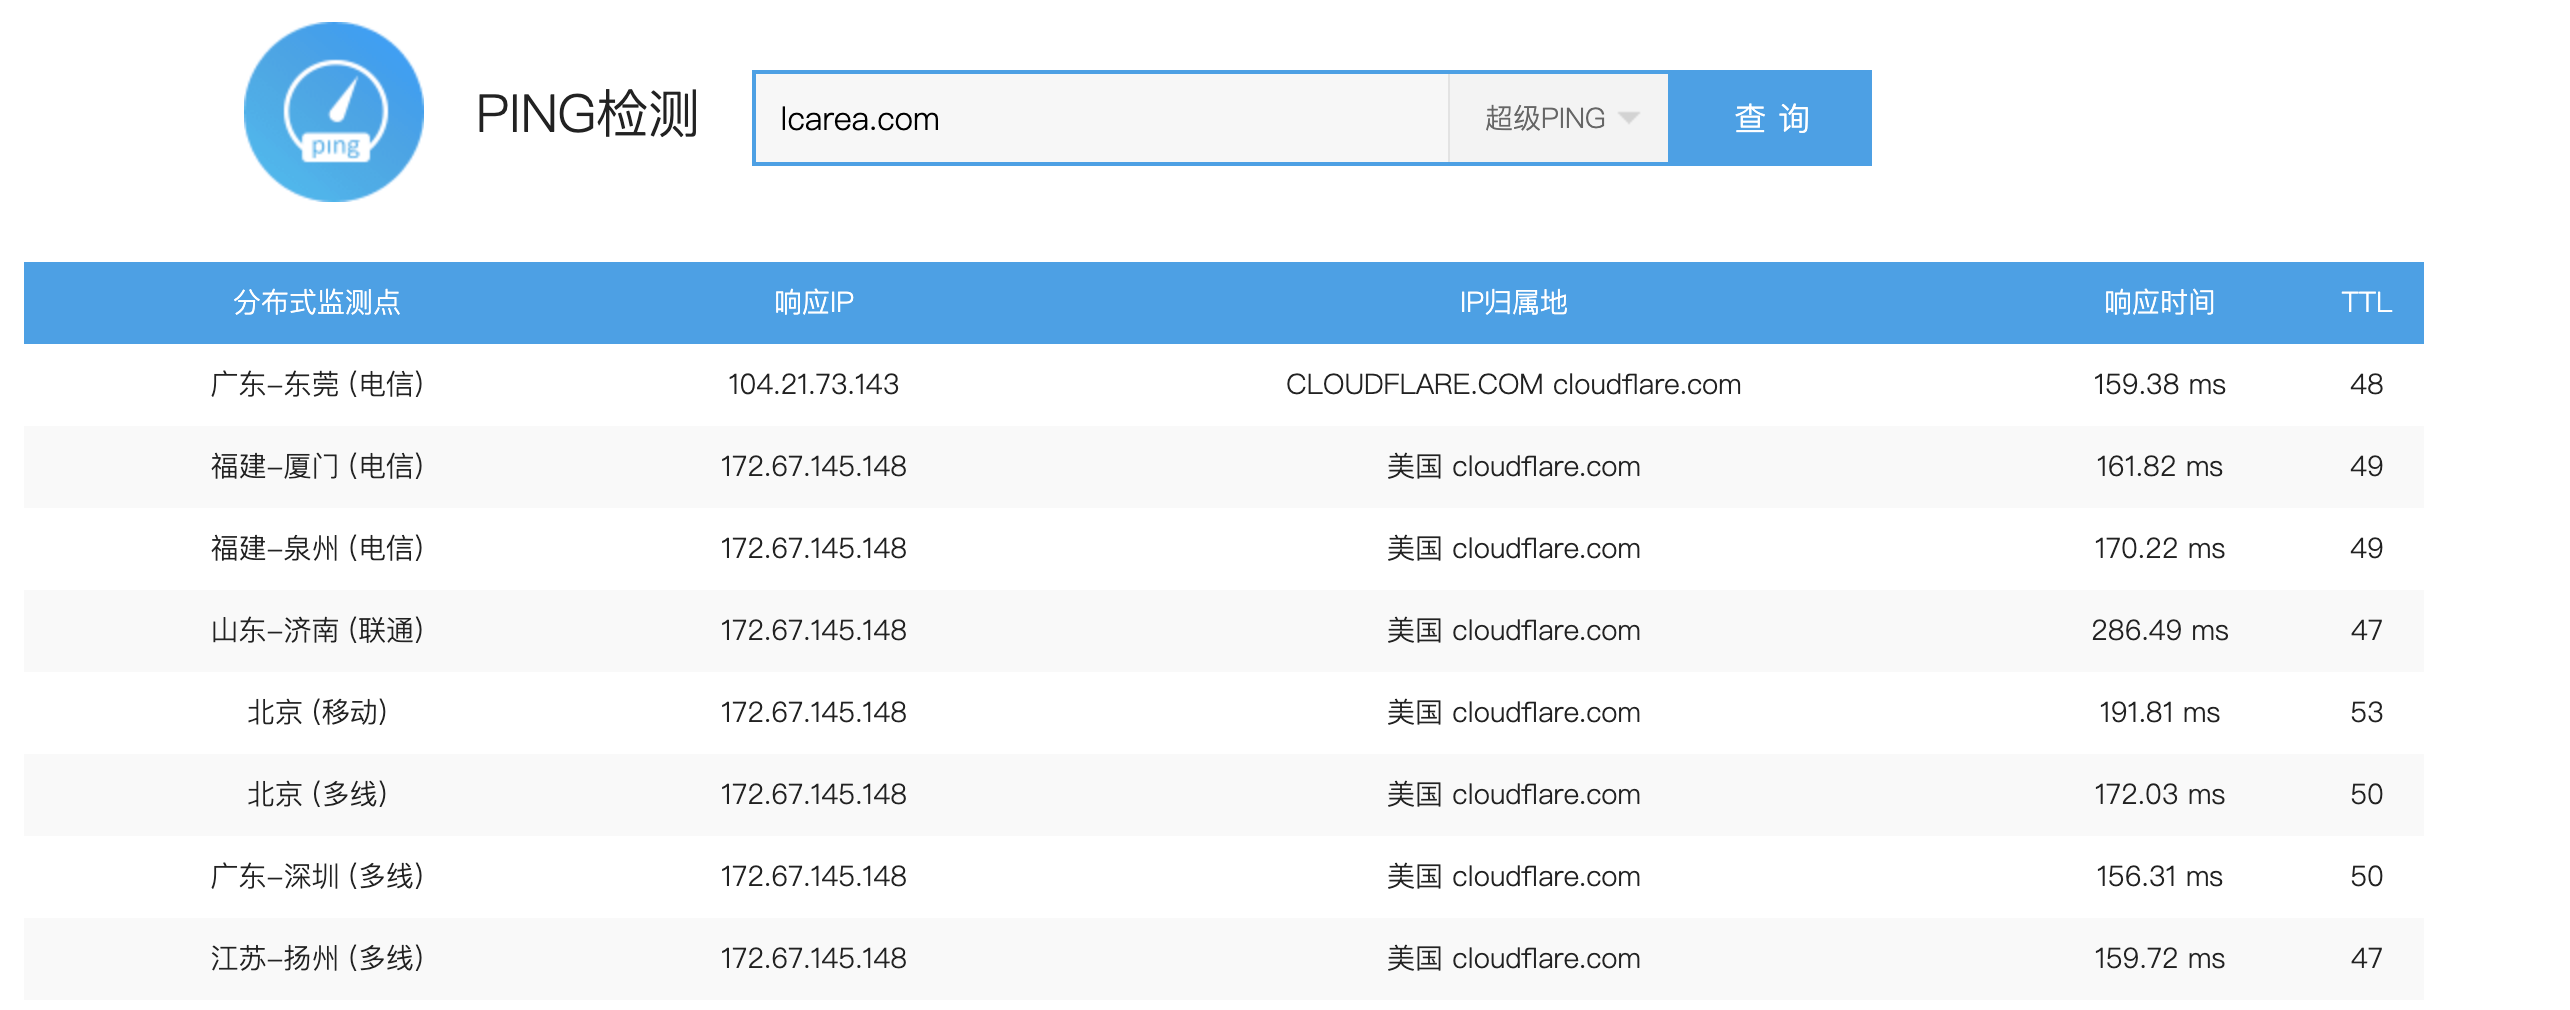 ping
PING检测
lcarea.com
超级PING
查 询
分布式监测点 响应IP IP归属地 响应时间 TTL
广东-东莞 (电信) 104.21.73.143 CLOUDFLARE.COM cloudflare.com 159.38 ms 48
福建-厦门 (电信) 172.67.145.148 美国 cloudflare.com 161.82 ms 49
福建-泉州 (电信) 172.67.145.148 美国 cloudflare.com 170.22 ms 49
山东-济南 (联通) 172.67.145.148 美国 cloudflare.com 286.49 ms 47
北京 (移动) 172.67.145.148 美国 cloudflare.com 191.81 ms 53
北京 (多线) 172.67.145.148 美国 cloudflare.com 172.03 ms 50
广东-深圳 (多线) 172.67.145.148 美国 cloudflare.com 156.31 ms 50
江苏-扬州 (多线) 172.67.145.148 美国 cloudflare.com 159.72 ms 47